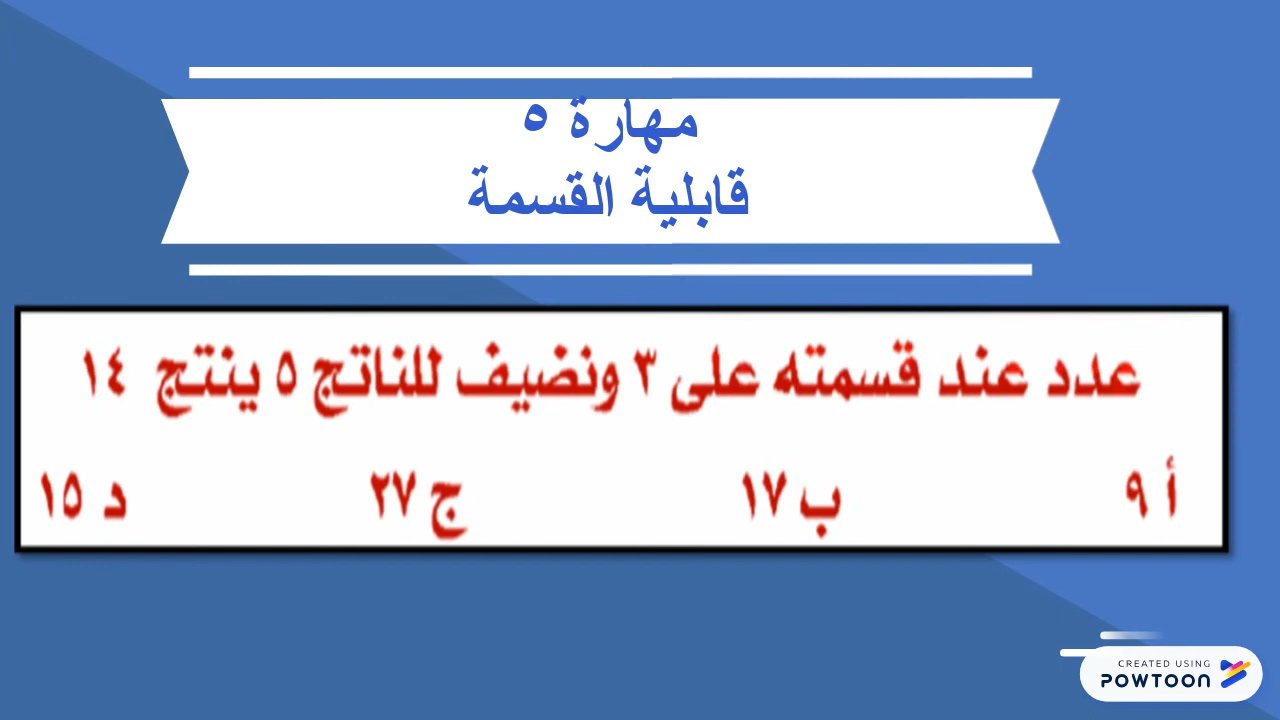 مهارة ٥
قابلية القسمة
عدد عند قسمته على ٣ ونضيف للناتج ٥ ينتج ١٤
أ ٩ ب ١٧ ج ٢٧ د ١٥
CREATED USING
POWTOON